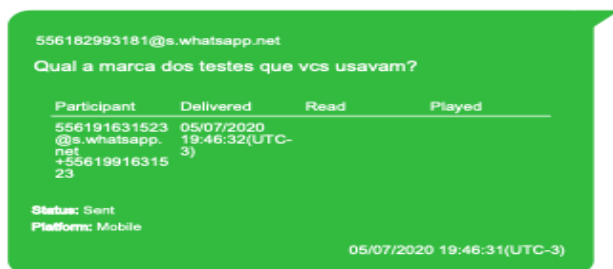 556182993181@s.whatsapp.net
Qual a marca dos testes que vcs usavam?
Participant Delivered Read Played
556191631523 05/07/2020
@s.whatsapp. 19:46:32(UTC-
net 3)
+55619916315
23
Status: Sent
Platform: Mobile
05/07/2020 19:46:31(UTC-3)